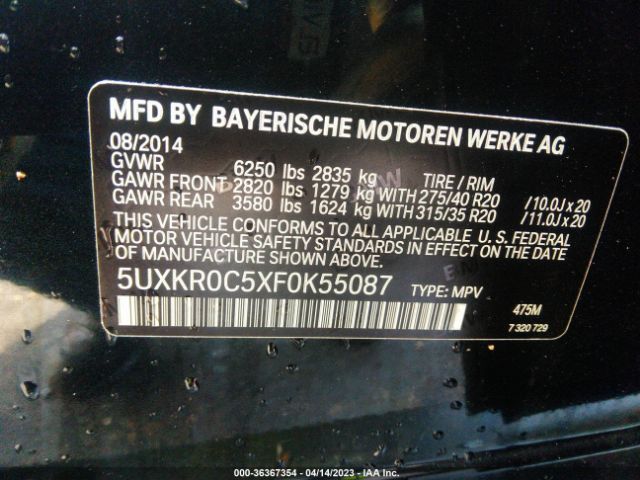 MFD BY BAYERISCHE MOTOREN WERKE AG
08/2014
GVWR 6250 lbs 2835 kg TIRE / RIM
GAWR FRONT 2820 lbs 1279 kg WITH 275/40 R20 /10.0J x 20
GAWR REAR 3580 lbs 1624 kg WITH 315/35 R20 /11.0J x 20
THIS VEHICLE CONFORMS TO ALL APPLICABLE U. S. FEDERAL
MOTOR VEHICLE SAFETY STANDARDS IN EFFECT ON THE DATE
OF MANUFACTURE SHOWN ABOVE.
5UXKR0C5XF0K55087 TYPE: MPV
475M
7 320 729
000-36367354 - 04/14/2023 - IAA Inc.